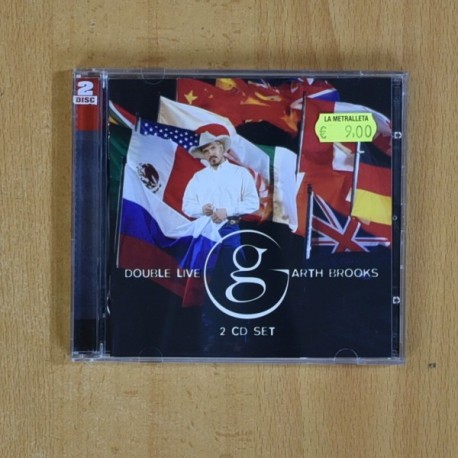 2
DISC
LA METRALLETA
€ 9,00
DOUBLE LIVE g ARTH BROOKS
2 CD SET